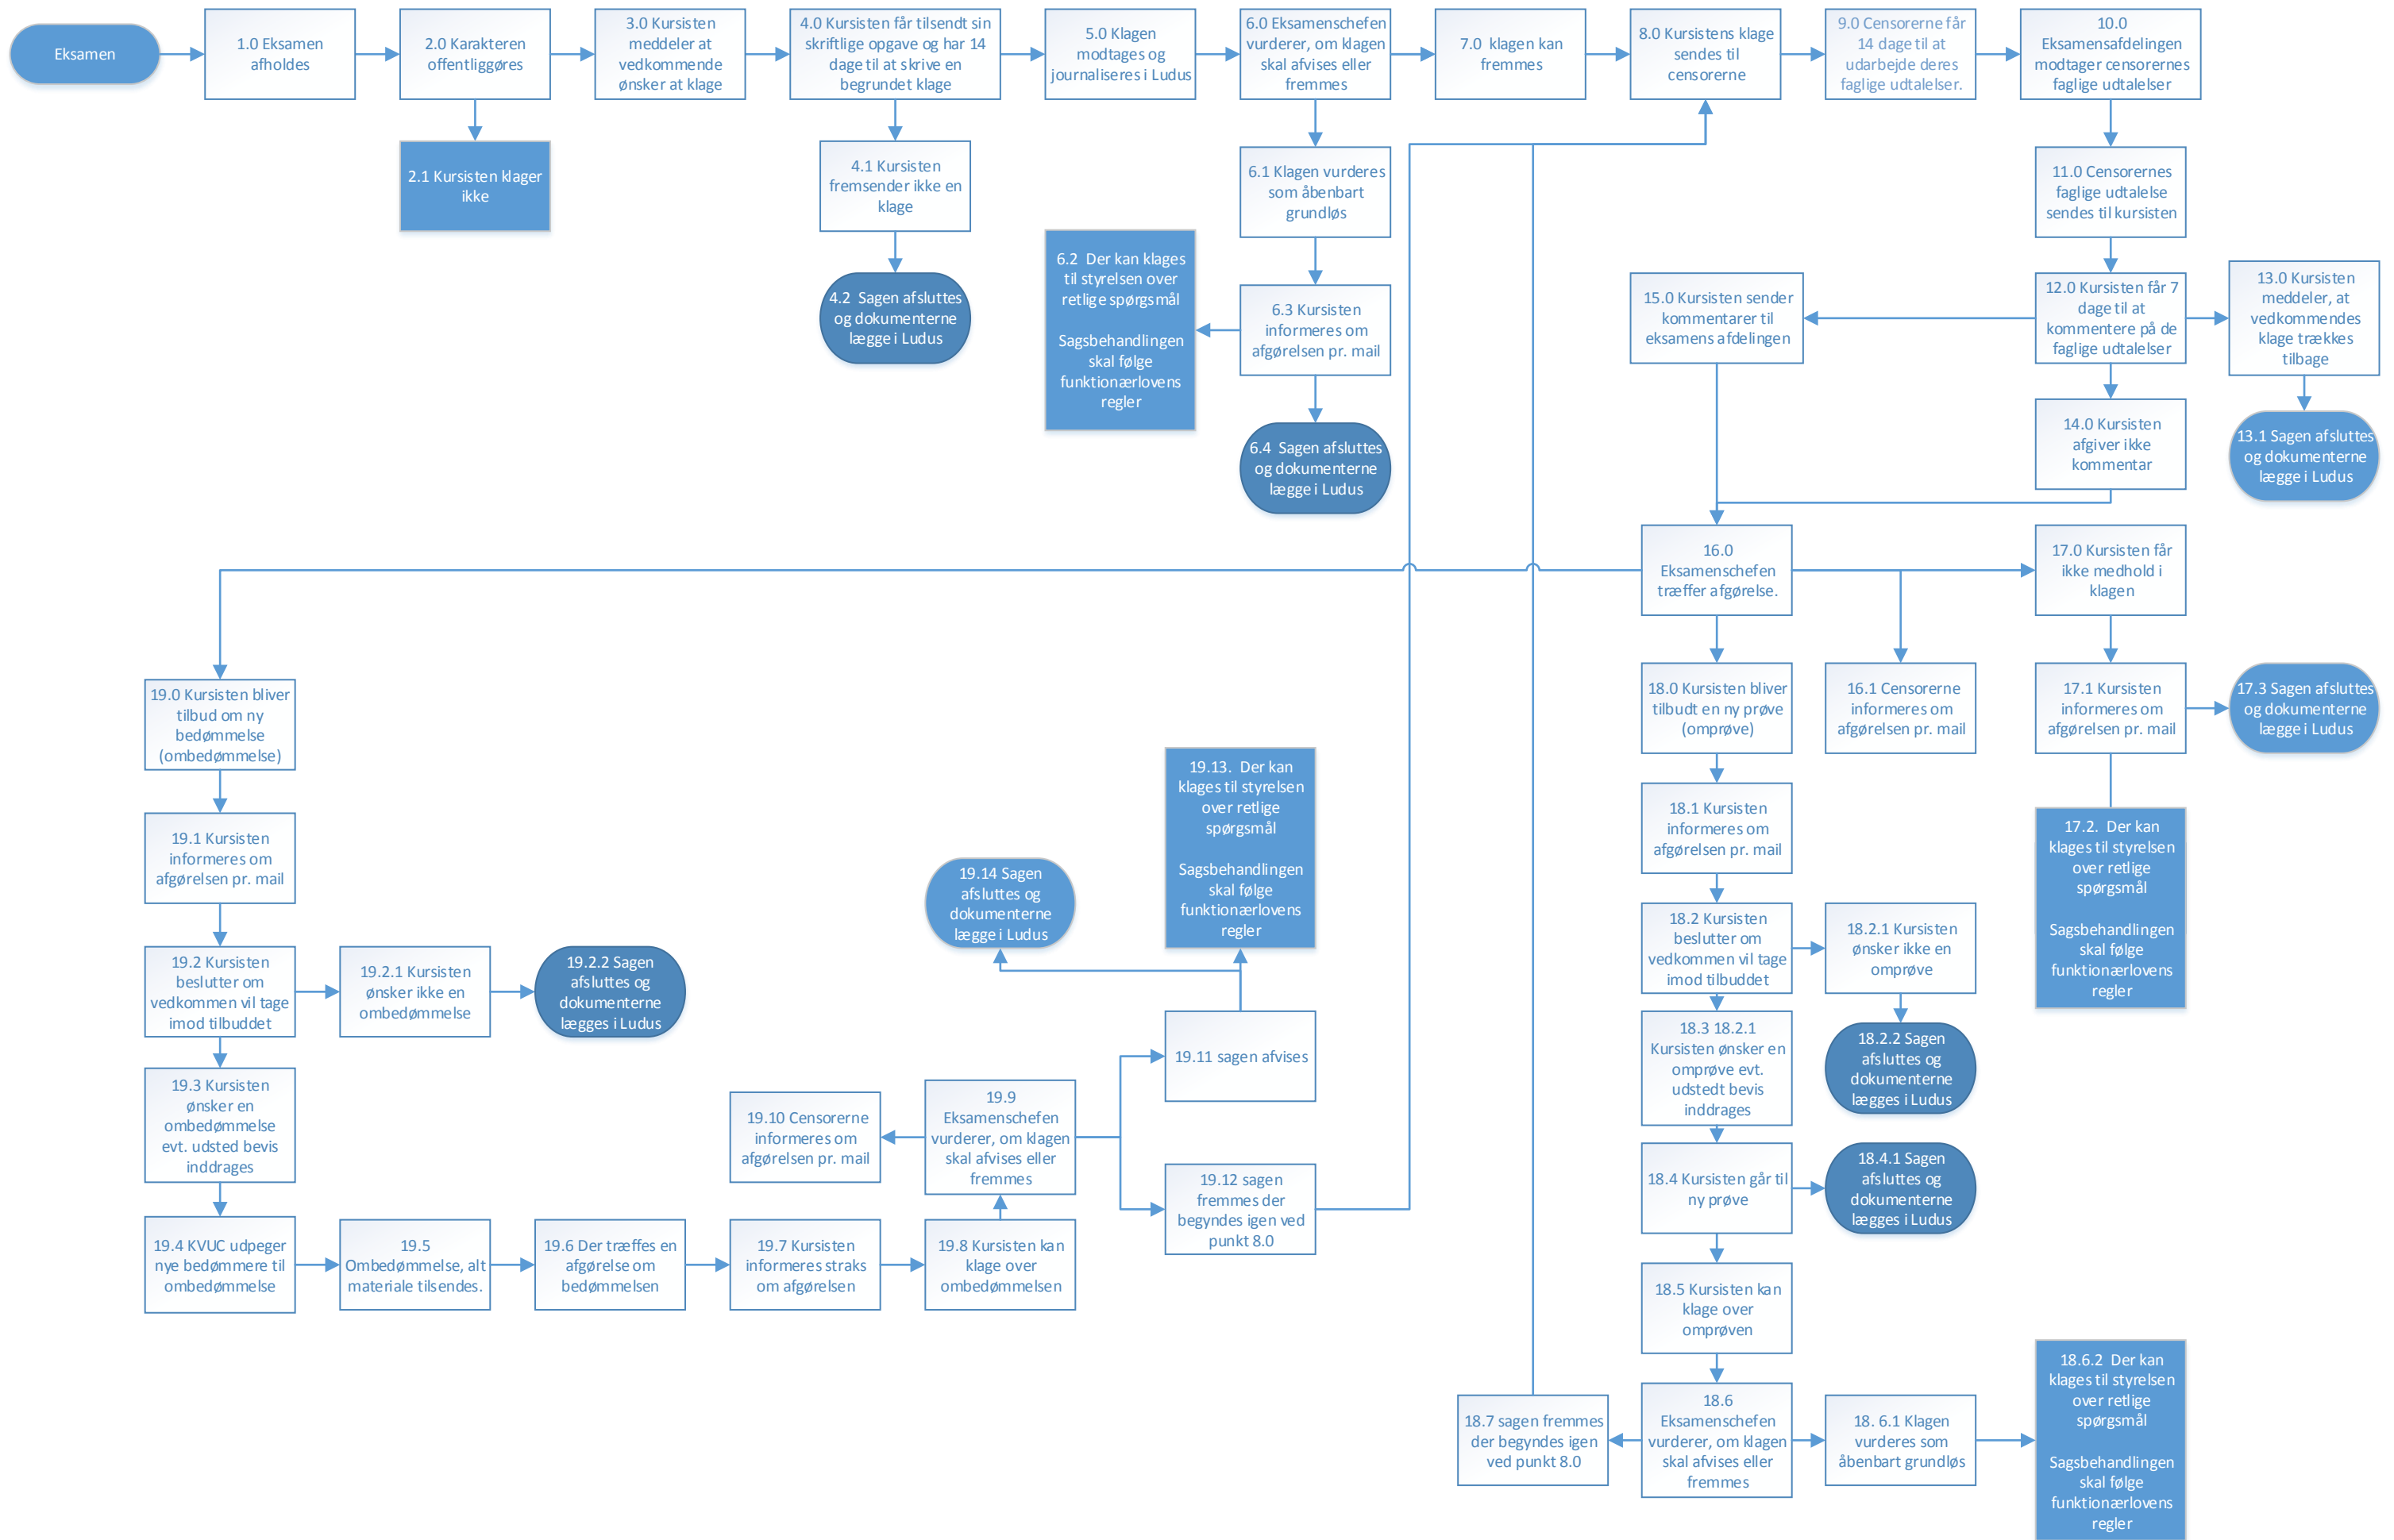 Eksamen
1.0 Eksamen
afholdes
2.0 Karakteren
offentliggøres
3.0 Kursisten
meddeler at
vedkommende
ønsker at klage
4.0 Kursisten får tilsendt sin
skriftlige opgave og har 14
dage til at skrive en
begrundet klage
5.0 Klagen
modtages og
journaliseres i Ludus
6.0 Eksamenschefen
vurderer, om klagen
skal afvises eller
fremmes
7.0 klagen kan
fremmes
8.0 Kursistens klage
sendes til
censorerne
9.0 Censorerne får
14 dage til at
udarbejde deres
faglige udtalelser.
10.0
Eksamensafdelingen
modtager censorernes
faglige udtalelser
2.1 Kursisten klager
ikke
4.1 Kursisten
fremsender ikke en
klage
4.2 Sagen afsluttes
og dokumenterne
lægge i Ludus
6.1 Klagen vurderes
som åbenbart
grundløs
6.2 Der kan klages
til styrelsen over
retlige spørgsmål
Sagsbehandlingen
skal følge
funktionærlovens
regler
6.3 Kursisten
informeres om
afgørelsen pr. mail
6.4 Sagen afsluttes
og dokumenterne
lægge i Ludus
11.0 Censorernes
faglige udtalelse
sendes til kursisten
15.0 Kursisten sender
kommentarer til
eksamens afdelingen
12.0 Kursisten får 7
dage til at
kommentere på de
faglige udtalelser
13.0 Kursisten
meddeler, at
vedkommendes
klage trækkes
tilbage
14.0 Kursisten
afgiver ikke
kommentar
13.1 Sagen afsluttes
og dokumenterne
lægge i Ludus
16.0
Eksamenschefen
træffer afgørelse.
17.0 Kursisten får
ikke medhold i
klagen
19.0 Kursisten bliver
tilbud om ny
bedømmelse
(ombedømmelse)
18.0 Kursisten bliver
tilbudt en ny prøve
(omprøve)
16.1 Censorerne
informeres om
afgørelsen pr. mail
17.1 Kursisten
informeres om
afgørelsen pr. mail
17.3 Sagen afsluttes
og dokumenterne
lægge i Ludus
19.1 Kursisten
informeres om
afgørelsen pr. mail
19.14 Sagen
afsluttes og
dokumenterne
lægge i Ludus
19.13. Der kan
klages til styrelsen
over retlige
spørgsmål
Sagsbehandlingen
skal følge
funktionærlovens
regler
18.1 Kursisten
informeres om
afgørelsen pr. mail
17.2. Der kan
klages til styrelsen
over retlige
spørgsmål
Sagsbehandlingen
skal følge
funktionærlovens
regler
19.2 Kursisten
beslutter om
vedkommen vil tage
imod tilbuddet
19.2.1 Kursisten
ønsker ikke en
ombedømmelse
19.2.2 Sagen
afsluttes og
dokumenterne
lægges i Ludus
18.2 Kursisten
beslutter om
vedkommen vil tage
imod tilbuddet
18.2.1 Kursisten
ønsker ikke en
omprøve
18.2.2 Sagen
afsluttes og
dokumenterne
lægges i Ludus
19.3 Kursisten
ønsker en
ombedømmelse
evt. udsted bevis
inddrages
19.10 Censorerne
informeres om
afgørelsen pr. mail
19.9
Eksamenschefen
vurderer, om klagen
skal afvises eller
fremmes
19.11 sagen afvises
19.12 sagen
fremmes der
begyndes igen ved
punkt 8.0
18.3 18.2.1
Kursisten ønsker en
omprøve evt.
udstedt bevis
inddrages
18.4 Kursisten går til
ny prøve
18.4.1 Sagen
afsluttes og
dokumenterne
lægges i Ludus
19.4 KVUC udpeger
nye bedømmere til
ombedømmelse
19.5
Ombedømmelse, alt
materiale tilsendes.
19.6 Der træffes en
afgørelse om
bedømmelsen
19.7 Kursisten
informeres straks
om afgørelsen
19.8 Kursisten kan
klage over
ombedømmelsen
18.5 Kursisten kan
klage over
omprøven
18.7 sagen fremmes
der begyndes igen
ved punkt 8.0
18.6
Eksamenschefen
vurderer, om klagen
skal afvises eller
fremmes
18. 6.1 Klagen
vurderes som
åbenbart grundløs
18.6.2 Der kan
klages til styrelsen
over retlige
spørgsmål
Sagsbehandlingen
skal følge
funktionærlovens
regler